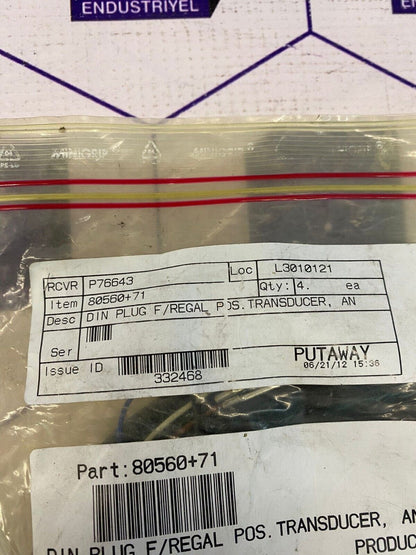 ENDUSTRIYEL
ENDUS
MINIGRIP
MINIGRIP
MINIGRIP
RCVR P76643 Loc L3010121
Item 80560+71 Qty: 4. ea
Desc DIN PLUG F/REGAL POS.TRANSDUCER, AN
Ser
Issue ID 332468
PUTAWAY
06/21/12 15:36
Part:80560+71
DIN PLUG F/REGAL POS.TRANSDUCER, AN
PRODUC